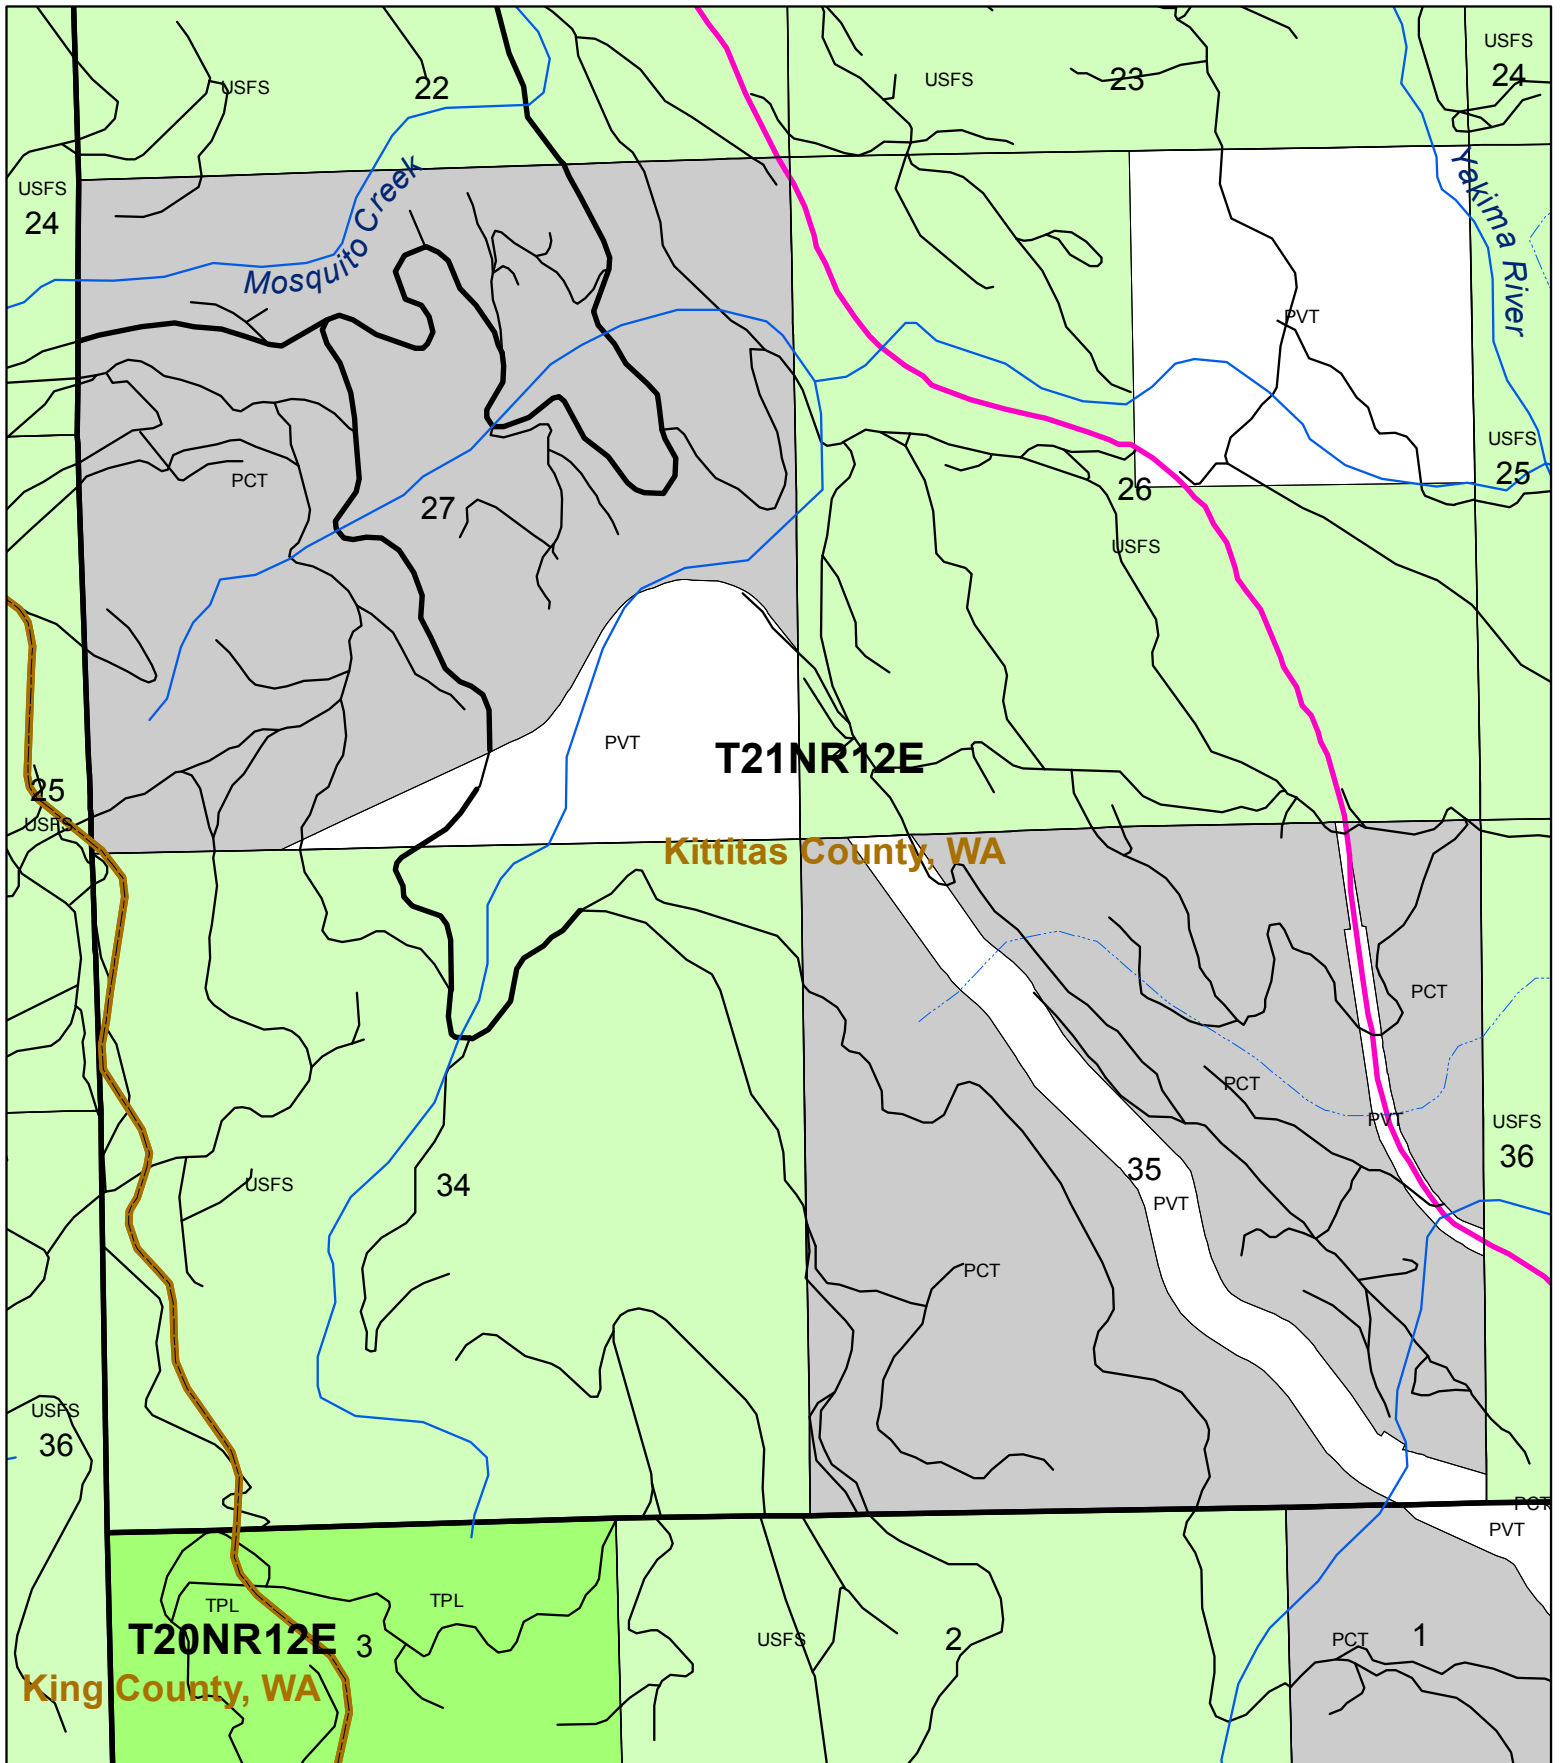 USFS
22
USFS
23
USFS
24
USFS
24
Mosquito Creek
Yakima River
PVT
PCT
27
26
USFS
USFS
25
PVT
T21NR12E
25
USFS
Kittitas County, WA
PCT
PCT
PVT
USFS
36
35
PVT
34
USFS
PCT
USFS
36
PCT
PVT
TPL
TPL
T20NR12E
3
King County, WA
USFS
2
PCT
1